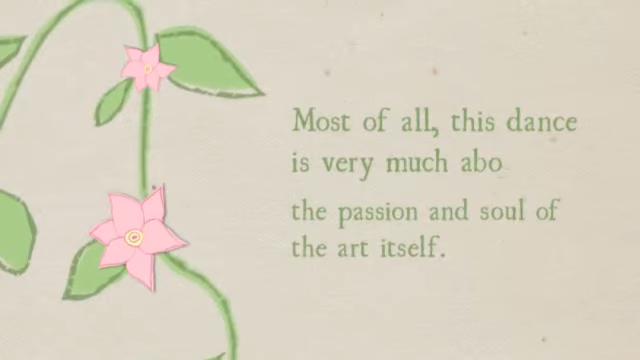 Most of all, this dance
is very much abo
the passion and soul of
the art itself.